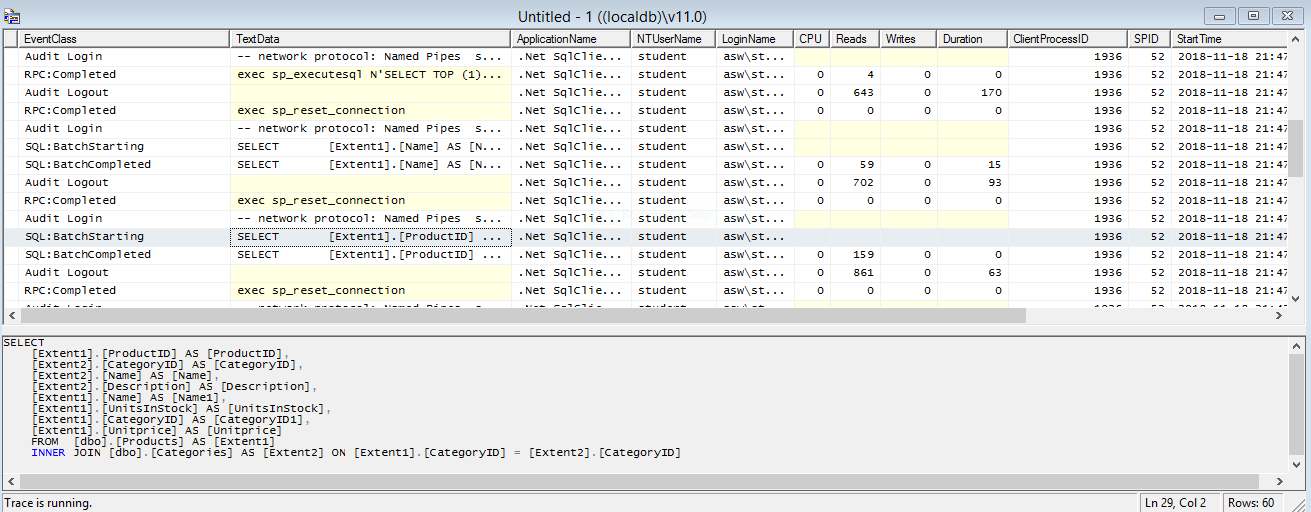 Untitled - 1 ((localdb)\v11.0)
EventClass TextData ApplicationName NTUserName LoginName CPU Reads Writes Duration ClientProcessID SPID StartTime
Audit Login -- network protocol: Named Pipes s... .Net SqlClie... student asw\st... 1936 52 2018-11-18 21:47
RPC:Completed exec sp_executesql N'SELECT TOP (1)... .Net SqlClie... student asw\st... 0 4 0 0 1936 52 2018-11-18 21:47
Audit Logout .Net SqlClie... student asw\st... 0 643 0 170 1936 52 2018-11-18 21:47
RPC:Completed exec sp_reset_connection .Net SqlClie... student asw\st... 0 0 0 0 1936 52 2018-11-18 21:47
Audit Login -- network protocol: Named Pipes s... .Net SqlClie... student asw\st... 1936 52 2018-11-18 21:47
SQL:BatchStarting SELECT [Extent1].[Name] AS [N... .Net SqlClie... student asw\st... 1936 52 2018-11-18 21:47
SQL:BatchCompleted SELECT [Extent1].[Name] AS [N... .Net SqlClie... student asw\st... 0 59 0 15 1936 52 2018-11-18 21:47
Audit Logout .Net SqlClie... student asw\st... 0 702 0 93 1936 52 2018-11-18 21:47
RPC:Completed exec sp_reset_connection .Net SqlClie... student asw\st... 0 0 0 0 1936 52 2018-11-18 21:47
Audit Login -- network protocol: Named Pipes s... .Net SqlClie... student asw\st... 1936 52 2018-11-18 21:47
SQL:BatchStarting SELECT [Extent1].[ProductID] ... .Net SqlClie... student asw\st... 1936 52 2018-11-18 21:47
SQL:BatchCompleted SELECT [Extent1].[ProductID] ... .Net SqlClie... student asw\st... 0 159 0 0 1936 52 2018-11-18 21:47
Audit Logout .Net SqlClie... student asw\st... 0 861 0 63 1936 52 2018-11-18 21:47
RPC:Completed exec sp_reset_connection .Net SqlClie... student asw\st... 0 0 0 0 1936 52 2018-11-18 21:47
SELECT
[Extent1].[ProductID] AS [ProductID],
[Extent2].[CategoryID] AS [CategoryID],
[Extent2].[Name] AS [Name],
[Extent2].[Description] AS [Description],
[Extent1].[Name] AS [Name1],
[Extent1].[UnitsInStock] AS [UnitsInStock],
[Extent1].[CategoryID] AS [CategoryID1],
[Extent1].[Unitprice] AS [Unitprice]
FROM [dbo].[Products] AS [Extent1]
INNER JOIN [dbo].[Categories] AS [Extent2] ON [Extent1].[CategoryID] = [Extent2].[CategoryID]
Trace is running. Ln 29, Col 2 Rows: 60